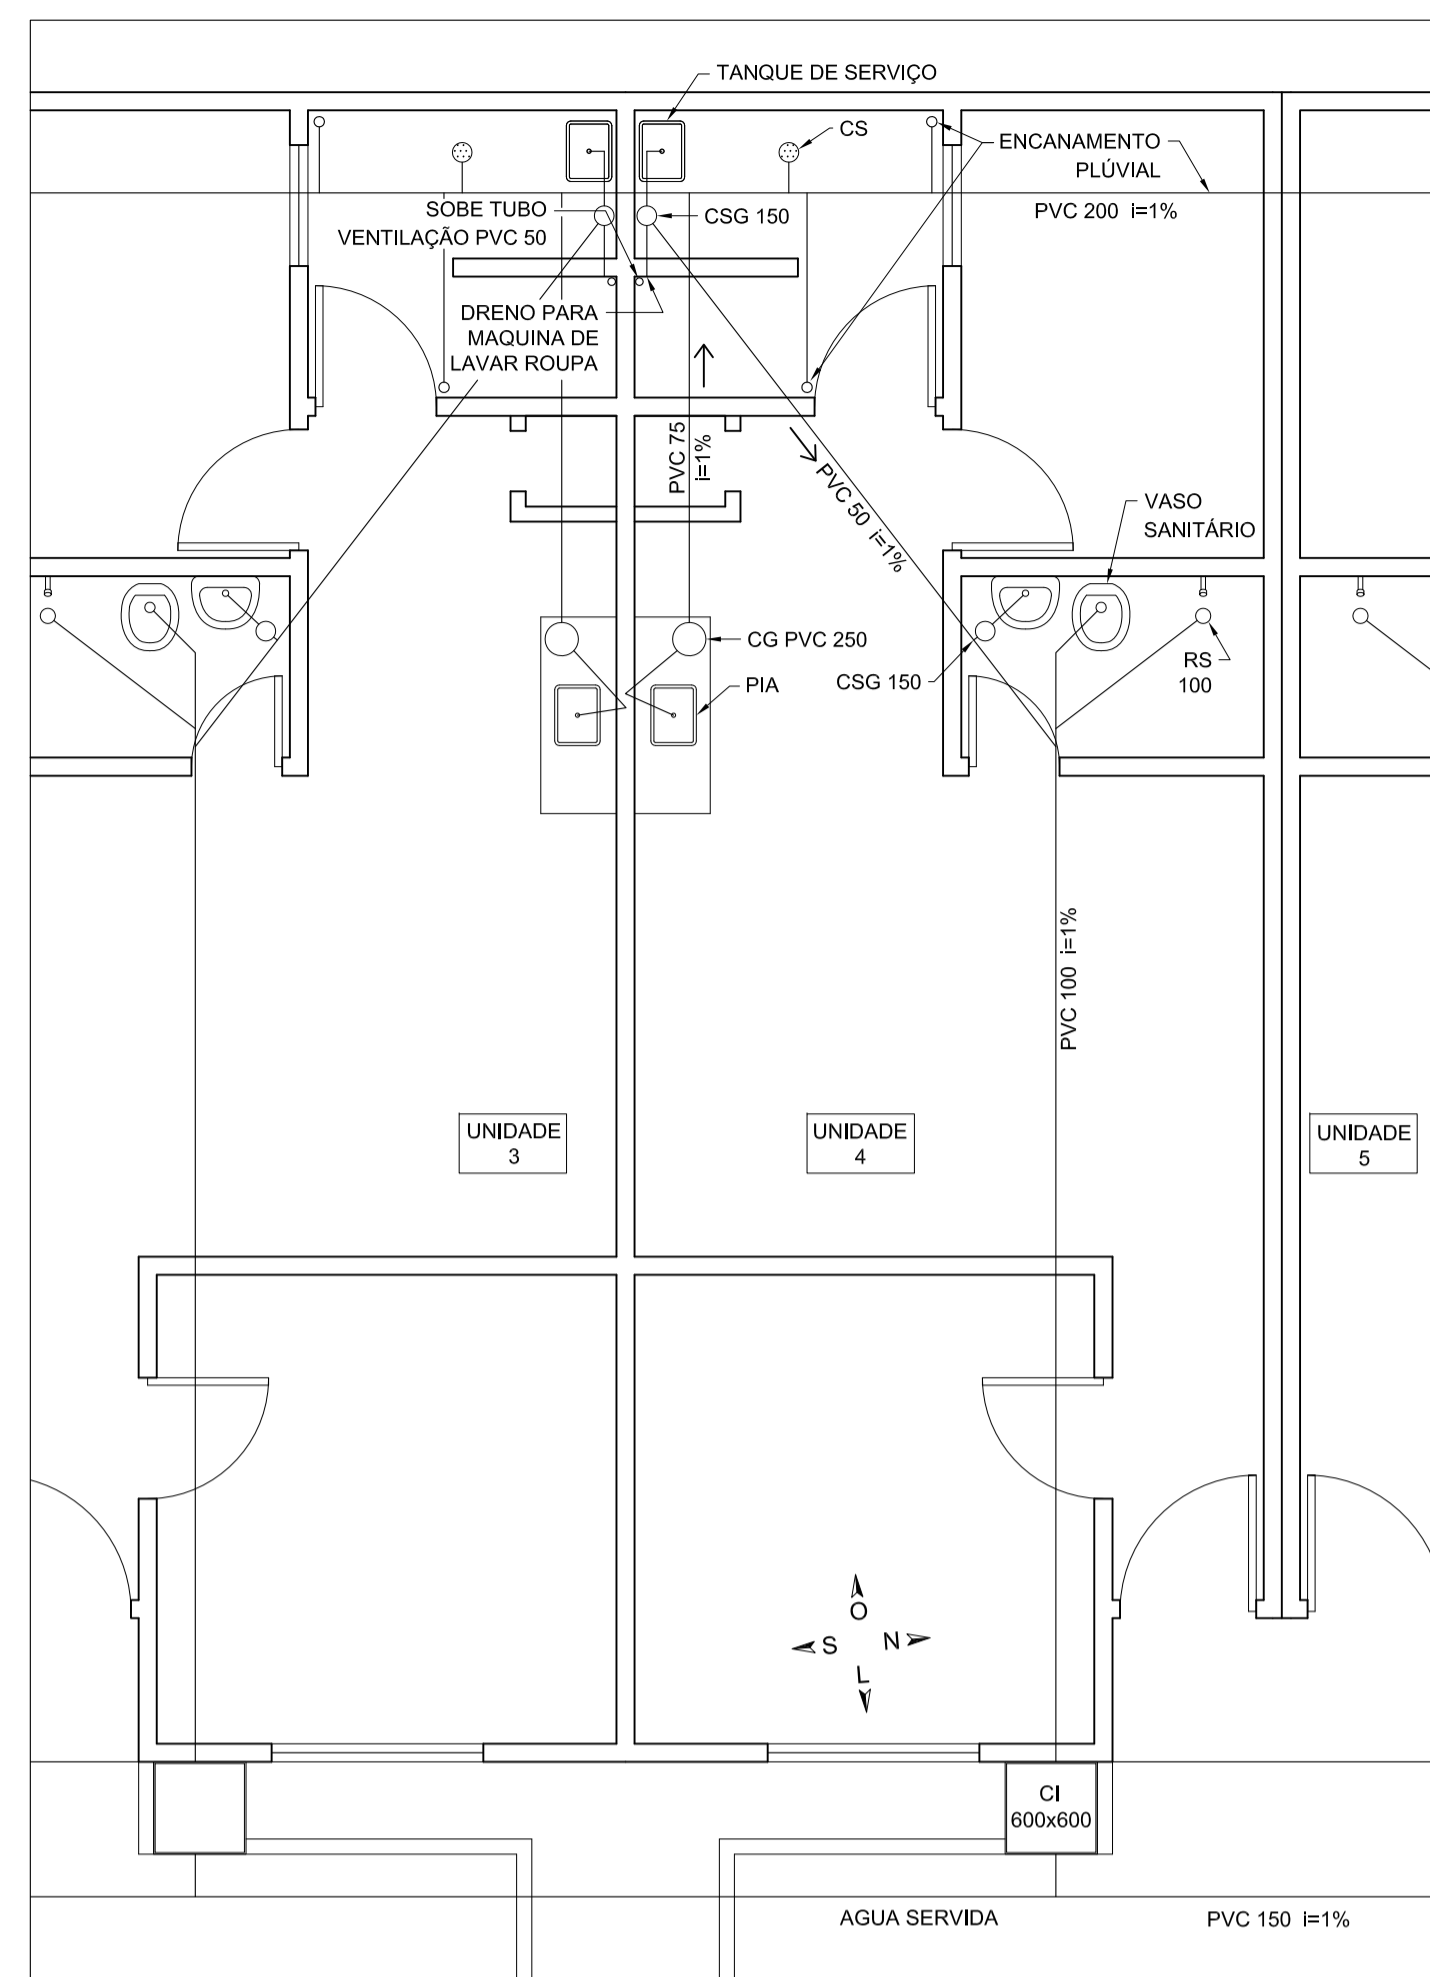 TANQUE DE SERVIÇO
CS
ENCANAMENTO
PLÚVIAL
PVC 200 i=1%
SOBE TUBO
VENTILAÇÃO PVC 50
CSG 150
DRENO PARA
MAQUINA DE
LAVAR ROUPA
PVC 75
i=1%
PVC 50 i=1%
VASO
SANITÁRIO
CG PVC 250
PIA
CSG 150
RS
100
PVC 100 i=1%
UNIDADE
3
UNIDADE
4
UNIDADE
5
O
S
N
L
CI
600x600
AGUA SERVIDA
PVC 150 i=1%